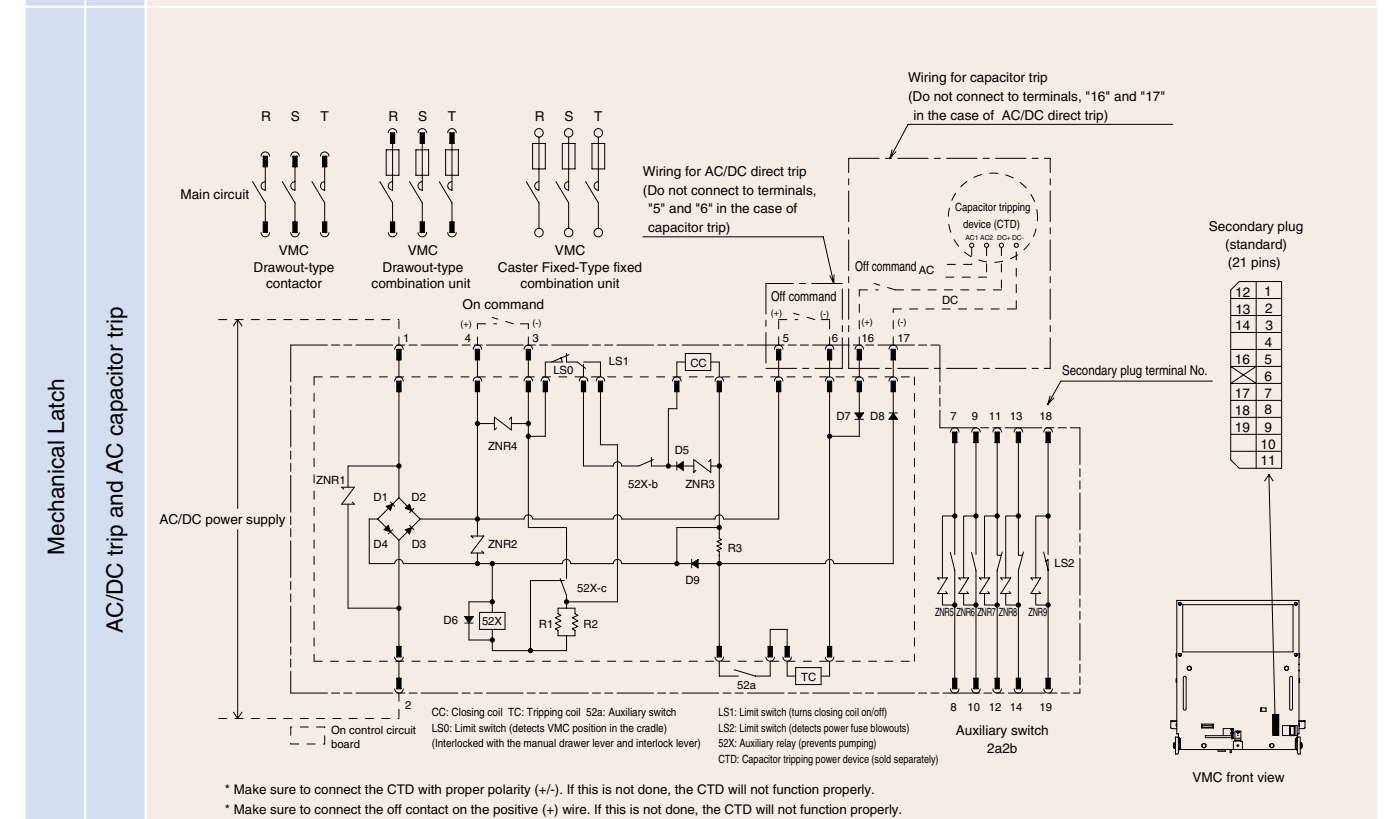 Mechanical Latch
AC/DC trip and AC capacitor trip
Wiring for capacitor trip
(Do not connect to terminals, "16" and "17"
in the case of AC/DC direct trip)
R S T
R S T
R S T
Main circuit
VMC
Drawout-type
contactor
VMC
Drawout-type
combination unit
VMC
Caster Fixed-Type fixed
combination unit
Wiring for AC/DC direct trip
(Do not connect to terminals,
"5" and "6" in the case of
capacitor trip)
Capacitor tripping
device (CTD)
AC1 AC2 DC+ DC-
Off command AC
DC
Secondary plug
(standard)
(21 pins)
12 1
13 2
14 3
4
16 5
6
17 7
18 8
19 9
10
11
On command
(+) (-)
Off command
(+) (-)
(+) (-)
1 4 3 5 6 16 17
LS0 LS1
CC
Secondary plug terminal No.
D7 D8
7 9 11 13 18
ZNR4
D5
52X-b ZNR3
ZNR1
D1 D2
D4 D3
AC/DC power supply
ZNR2
R3
D9
LS2
52X-c
ZNR5 ZNR6 ZNR7 ZNR8 ZNR9
D6 52X R1 R2
52a
TC
2
8 10 12 14 19
Auxiliary switch
2a2b
On control circuit
board
CC: Closing coil TC: Tripping coil 52a: Auxiliary switch
LS0: Limit switch (detects VMC position in the cradle)
(Interlocked with the manual drawer lever and interlock lever)
LS1: Limit switch (turns closing coil on/off)
LS2: Limit switch (detects power fuse blowouts)
52X: Auxiliary relay (prevents pumping)
CTD: Capacitor tripping power device (sold separately)
VMC front view
* Make sure to connect the CTD with proper polarity (+/-). If this is not done, the CTD will not function properly.
* Make sure to connect the off contact on the positive (+) wire. If this is not done, the CTD will not function properly.